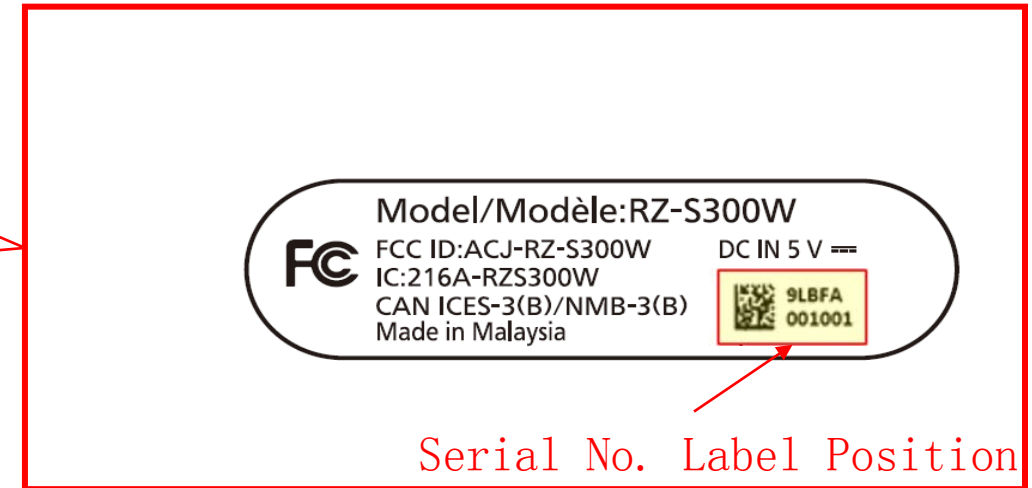 Model/Modèle:RZ-S300W
FC
FCC ID:ACJ-RZ-S300W
IC:216A-RZS300W
CAN ICES-3(B)/NMB-3(B)
Made in Malaysia
DC IN 5 V ⎓
9LBFA
001001
Serial No. Label Position